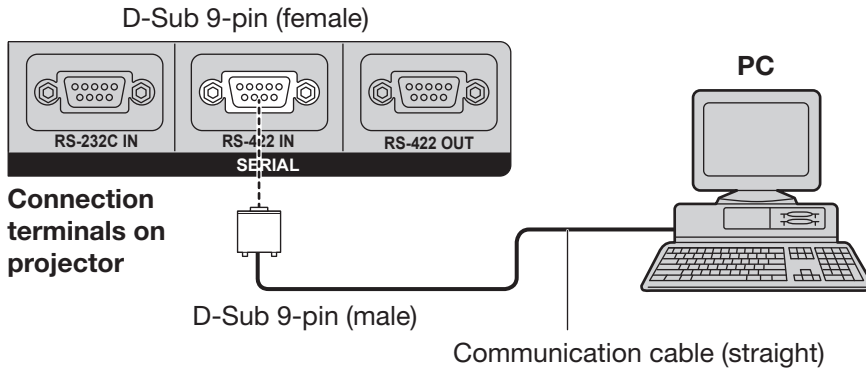 D-Sub 9-pin (female)
PC
RS-232C IN
RS-422 IN
RS-422 OUT
SERIAL
Connection
terminals on
projector
D-Sub 9-pin (male)
Communication cable (straight)